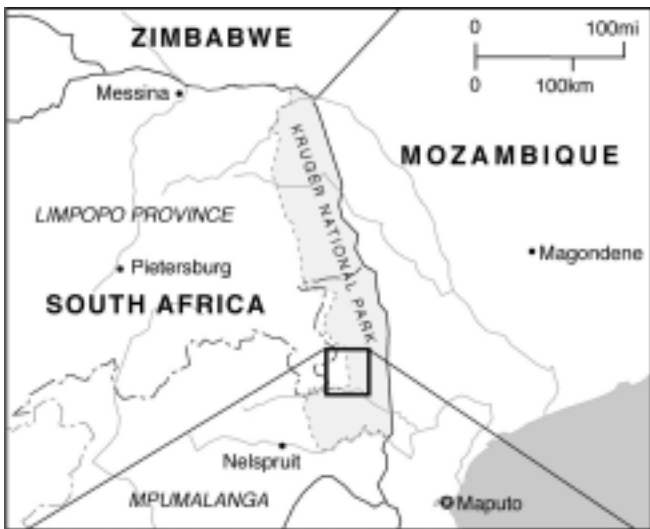 ZIMBABWE
0 100mi
0 100km
Messina
KRUGER NATIONAL PARK
MOZAMBIQUE
LIMPOPO PROVINCE
Magondene
Pietersburg
SOUTH AFRICA
Nelspruit
MPUMALANGA
Maputo